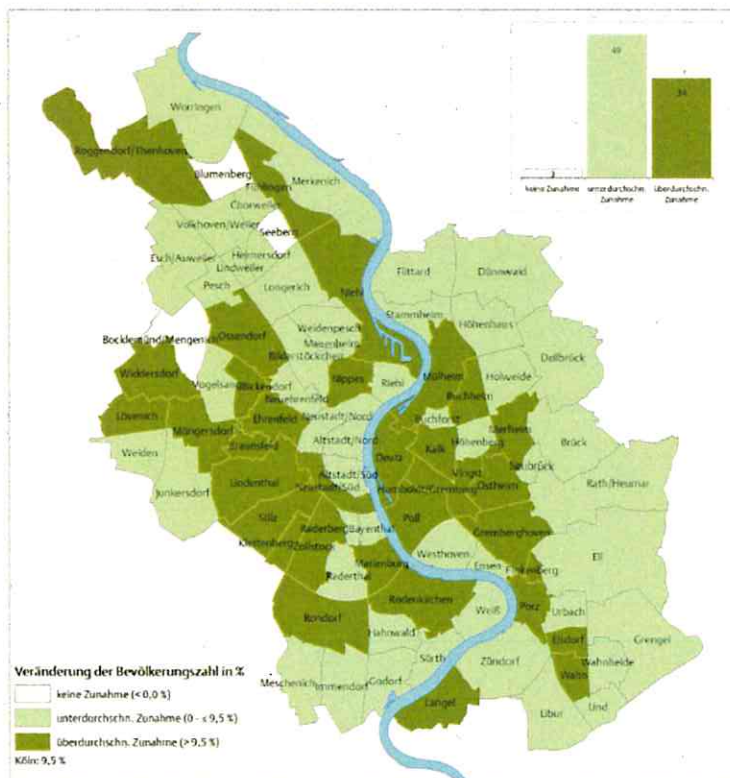 49
34
keine Zunahme
unterdurchschn. Zunahme
überdurchschn. Zunahme
Worringen
Roggendorf/Thenhoven
Blumenberg
Fühlingen
Merkenich
Chorweiler
Volkhoven/Weiler
Seeberg
Heimersdorf
Esch/Auweiler
Lindweiler
Pesch
Longerich
Niehl
Flittard
Dünnwald
Stammheim
Höhenhaus
Weidenpesch
Mauenheim
Ossendorf
Bocklemünd/Mengenich
Bilderstöckchen
Dellbrück
Widdersdorf
Vogelsang
Bickendorf
Nippes
Riehl
Mülheim
Holweide
Buchheim
Neuehrenfeld
Lövenich
Ehrenfeld
Neustadt/Nord
Buchforst
Merheim
Müngersdorf
Braunsfeld
Altstadt/Nord
Deutz
Kalk
Höhenberg
Brück
Weiden
Neubrück
Junkersdorf
Lindenthal
Altstadt/Süd
Neustadt/Süd
Vingst
Ostheim
Rath/Heumar
Humboldt/Gremberg
Sülz
Raderberg
Bayenthal
Poll
Gremberghoven
Klettenberg
Zollstock
Raderthal
Marienburg
Westhoven
Ensen
Finkenberg
Eil
Rondorf
Rodenkirchen
Weiß
Porz
Urbach
Hahnwald
Elsdorf
Grengel
Meschenich
Immendorf
Godorf
Sürth
Zündorf
Wahn
Wahnheide
Langel
Libur
Lind
Veränderung der Bevölkerungszahl in %
keine Zunahme (< 0,0 %)
unterdurchschn. Zunahme (0 - ≤ 9,5 %)
überdurchschn. Zunahme (> 9,5 %)
Köln: 9,5 %